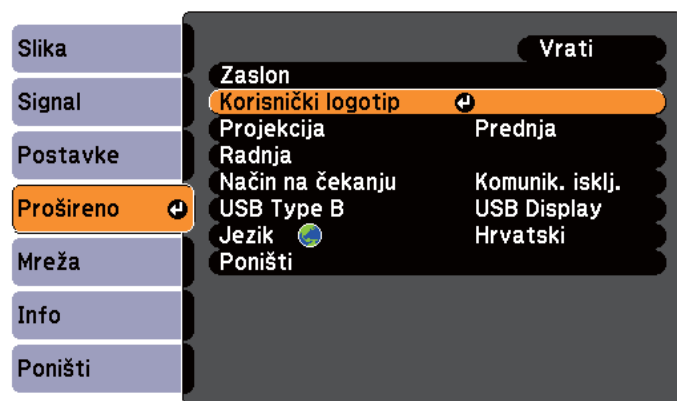 Slika
Signal
Postavke
Prošireno
Mreža
Info
Poništi
Vrati
Zaslon
Korisnički logotip
Projekcija Prednja
Radnja
Način na čekanju Komunik. isklj.
USB Type B USB Display
Jezik Hrvatski
Poništi